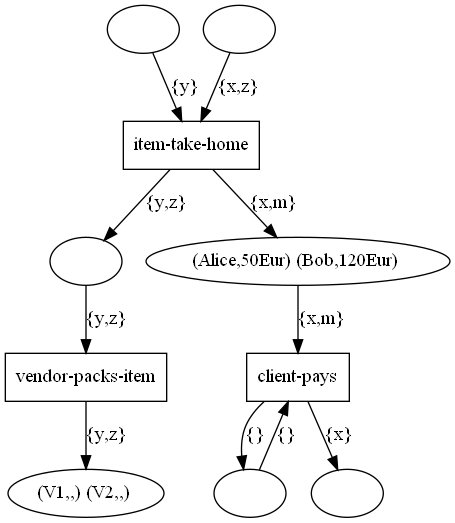 {y}
{x,z}
item-take-home
{y,z}
{x,m}
(Alice,50Eur) (Bob,120Eur)
{y,z}
{x,m}
vendor-packs-item
client-pays
{y,z}
{}
{}
{x}
(V1,,) (V2,,)